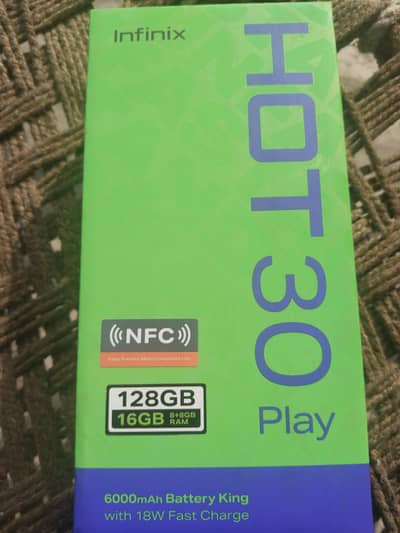 Infinix
HOT 30
Play
NFC
128GB
16GB 8+8GB
RAM
6000mAh Battery King
with 18W Fast Charge